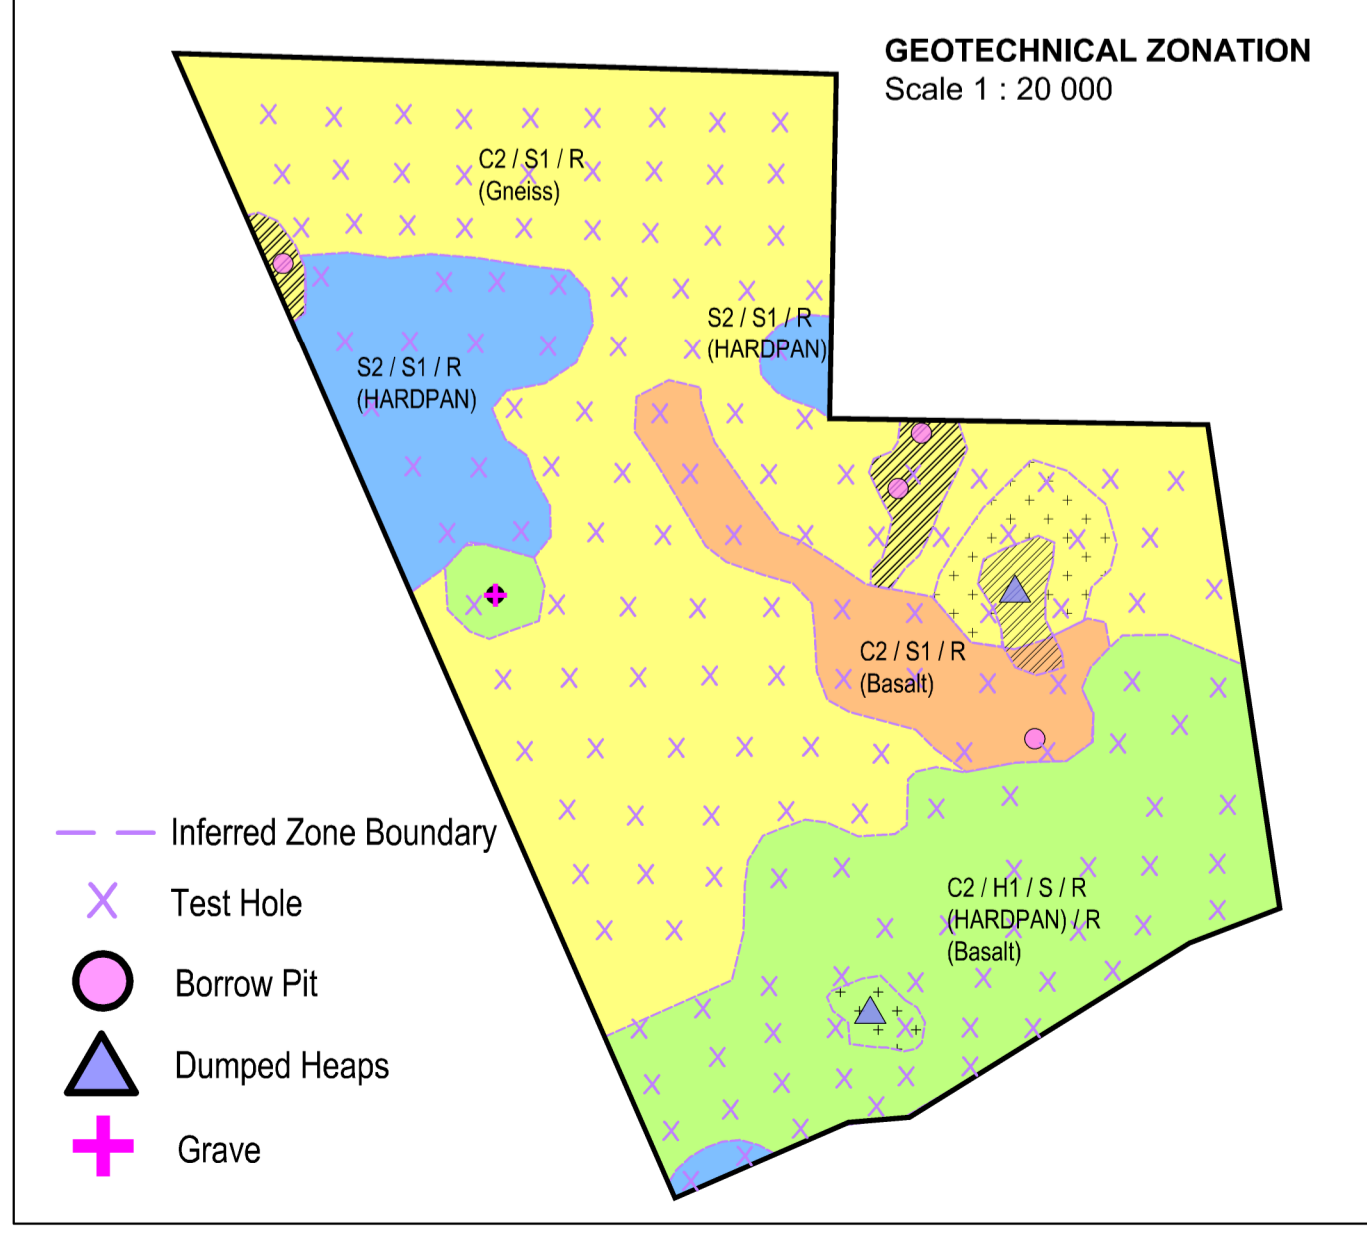 GEOTECHNICAL ZONATION
Scale 1 : 20 000
C2 / S1 / R
(Gneiss)
S2 / S1 / R
(HARDPAN)
S2 / S1 / R
(HARDPAN)
C2 / S1 / R
(Basalt)
C2 / H1 / S / R
(HARDPAN) / R
(Basalt)
Inferred Zone Boundary
Test Hole
Borrow Pit
Dumped Heaps
Grave